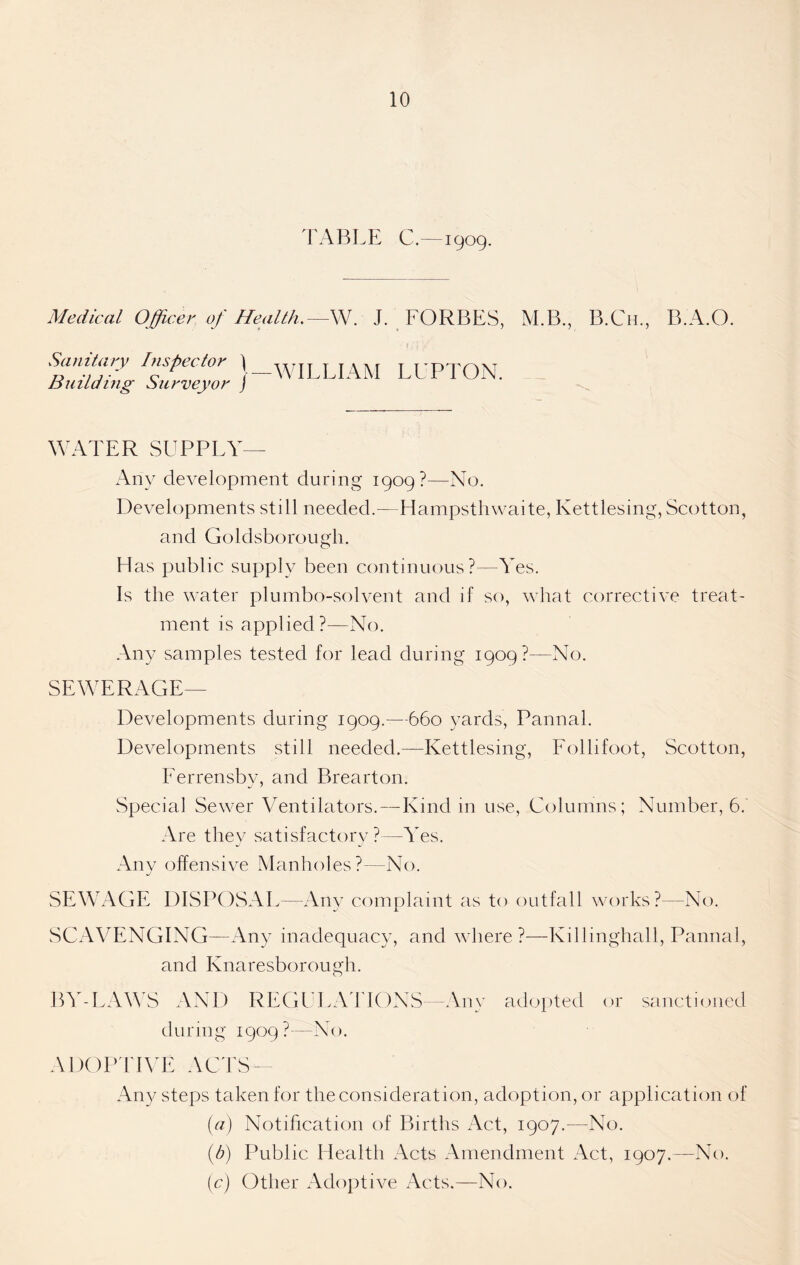 10
TABLE C.—1909.
Medical Officer of Health.—W. J. FORBES, M.B., B.Ch., B.A.O.
Sanitary Inspector }
Building Surveyor } —WILLIAM LUPTON.
WATER SUPPLY—
Any development during 1909?—No.
Developments still needed.—Hampsthwaite, Kettlesing, Scotton,
and Goldsborough.
Has public supply been continuous?—Yes.
Is the water plumbo-solvent and if so, what corrective treat-
ment is applied?—No.
Any samples tested for lead during 1909?—No.
SEWERAGE—
Developments during 1909.—660 yards, Pannal.
Developments still needed.—Kettlesing, Follifoot, Scotton,
Ferrensby, and Brearton.
Special Sewer Ventilators.—Kind in use, Columns; Number, 6.
Are they satisfactory?—Yes.
Any offensive Manholes?—No.
SEWAGE DISPOSAL—Any complaint as to outfall works?—No.
SCAVENGING—Any inadequacy, and where?—Killinghall, Pannal,
and Knaresborough.
BY-LAWS AND REGULATIONS—Any adopted or sanctioned
during 1909?—No.
ADOPTIVE ACTS—
Any steps taken for the consideration, adoption, or application of
(a) Notification of Births Act, 1907.—No.
(b) Public Health Acts Amendment Act, 1907.—No.
(c) Other Adoptive Acts.—No.